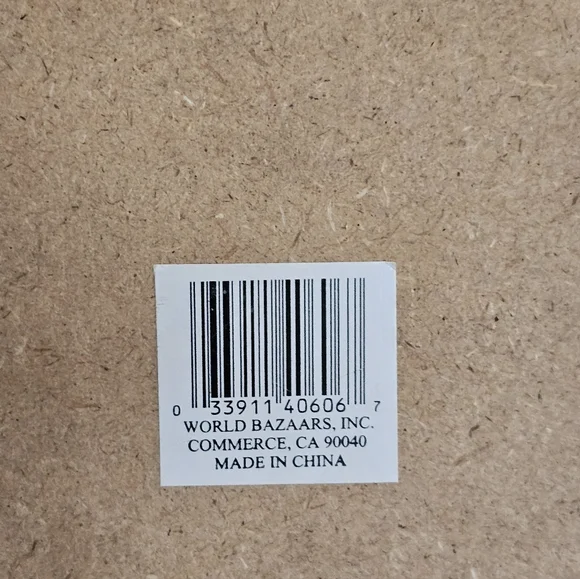 0 33911 40606 7
WORLD BAZAARS, INC.
COMMERCE, CA 90040
MADE IN CHINA